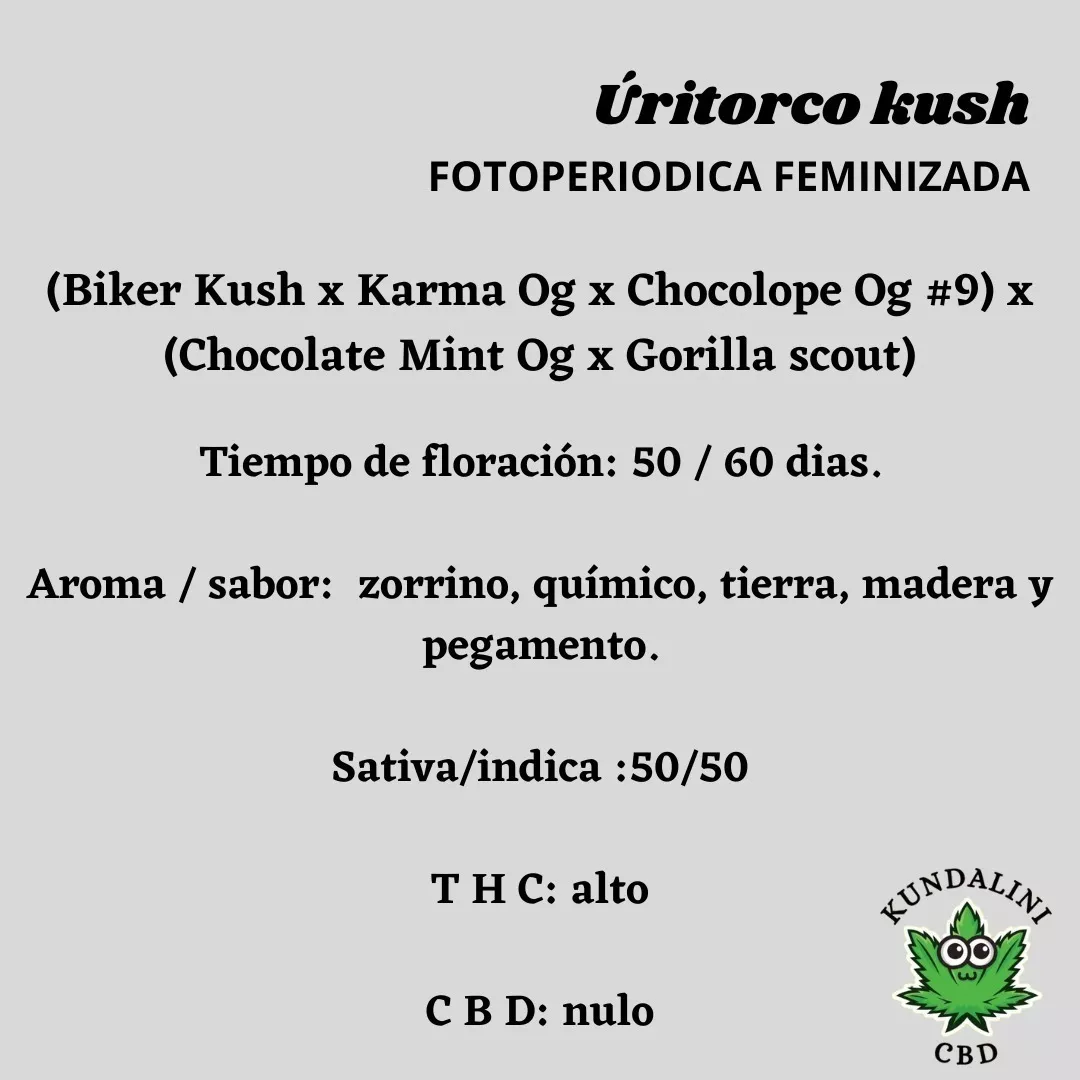 Úritorco kush
FOTOPERIODICA FEMINIZADA
(Biker Kush x Karma Og x Chocolope Og #9) x
(Chocolate Mint Og x Gorilla scout)
Tiempo de floración: 50 / 60 dias.
Aroma / sabor:  zorrino, químico, tierra, madera y
pegamento.
Sativa/indica :50/50
T H C: alto
C B D: nulo
KUNDALINI
CBD